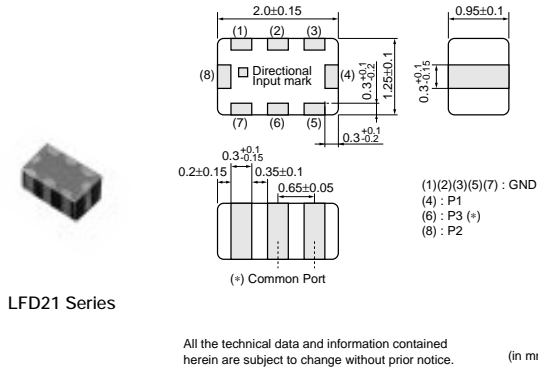 2.0±0.15
0.95±0.1
(1) (2) (3)
(8) Directional Input mark (4)
0.3+0.1 -0.2
1.25±0.1
0.3+0.1 -0.15
(7) (6) (5)
0.3+0.1 -0.2
0.3+0.1 -0.15
0.2±0.15 0.35±0.1
0.65±0.05
(1)(2)(3)(5)(7) : GND
(4) : P1
(6) : P3 (*)
(8) : P2
(*) Common Port
LFD21 Series
All the technical data and information contained
herein are subject to change without prior notice.
(in mm